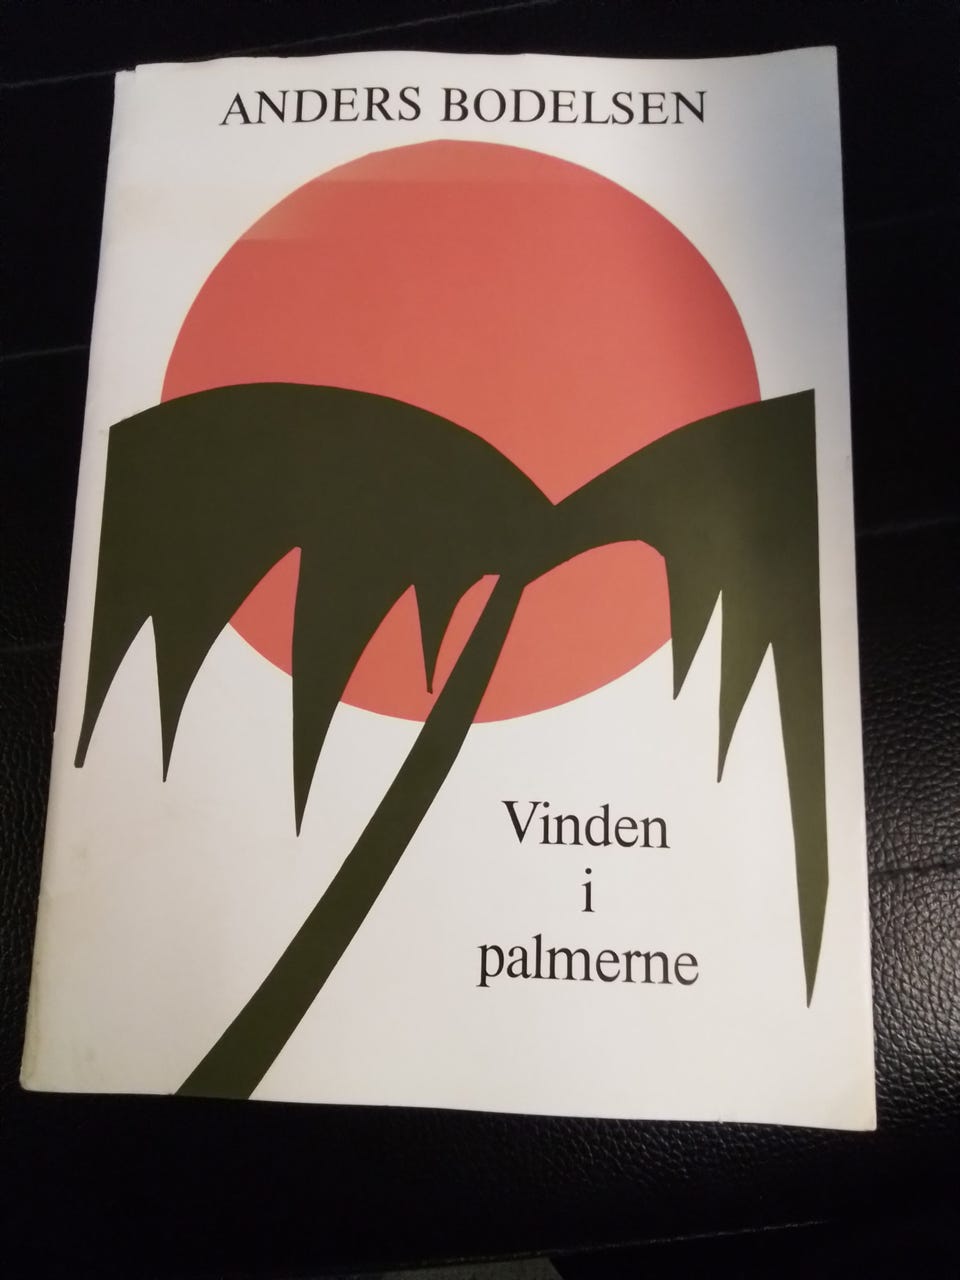 ANDERS BODELSEN
Vinden
i
palmerne